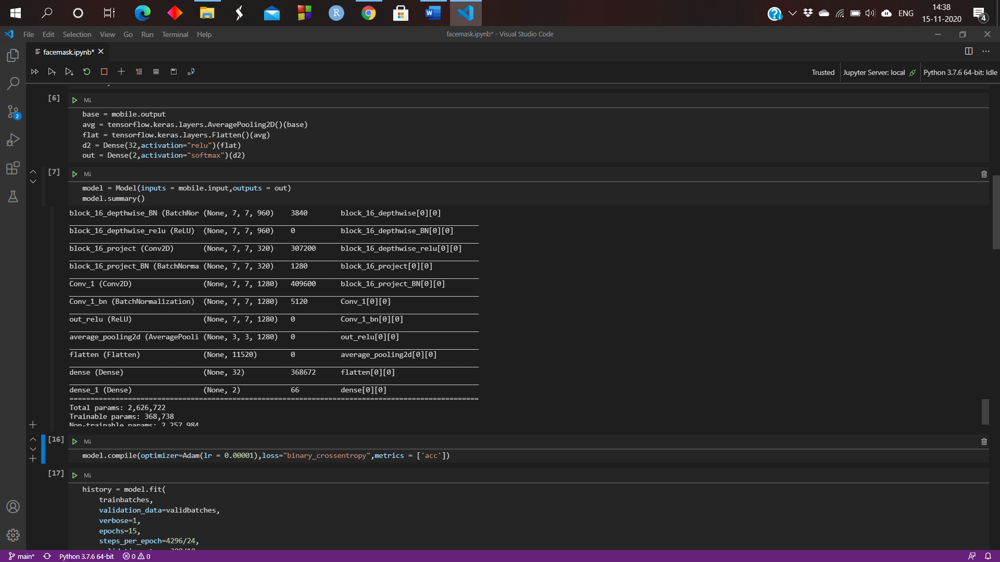 W
R
ENG
14:38
15-11-2020
4
File Edit Selection View Go Run Terminal Help
facemask.ipynb* - Visual Studio Code
facemask.ipynb*
Trusted
Jupyter Server: local
Python 3.7.6 64-bit: Idle
2
[6]
M↓
base = mobile.output
avg = tensorflow.keras.layers.AveragePooling2D()(base)
flat = tensorflow.keras.layers.Flatten()(avg)
d2 = Dense(32,activation="relu")(flat)
out = Dense(2,activation="softmax")(d2)
[7]
M↓
model = Model(inputs = mobile.input,outputs = out)
model.summary()
block_16_depthwise_BN (BatchNor (None, 7, 7, 960) 3840 block_16_depthwise[0][0]
block_16_depthwise_relu (ReLU) (None, 7, 7, 960) 0 block_16_depthwise_BN[0][0]
block_16_project (Conv2D) (None, 7, 7, 320) 307200 block_16_depthwise_relu[0][0]
block_16_project_BN (BatchNorma (None, 7, 7, 320) 1280 block_16_project[0][0]
Conv_1 (Conv2D) (None, 7, 7, 1280) 409600 block_16_project_BN[0][0]
Conv_1_bn (BatchNormalization) (None, 7, 7, 1280) 5120 Conv_1[0][0]
out_relu (ReLU) (None, 7, 7, 1280) 0 Conv_1_bn[0][0]
average_pooling2d (AveragePooli (None, 3, 3, 1280) 0 out_relu[0][0]
flatten (Flatten) (None, 11520) 0 average_pooling2d[0][0]
dense (Dense) (None, 32) 368672 flatten[0][0]
dense_1 (Dense) (None, 2) 66 dense[0][0]
Total params: 2,626,722
Trainable params: 368,738
Non-trainable params: 2,257,984
[16]
M↓
model.compile(optimizer=Adam(lr = 0.00001),loss="binary_crossentropy",metrics = ['acc'])
[17]
M↓
history = model.fit(
trainbatches,
validation_data=validbatches,
verbose=1,
epochs=15,
steps_per_epoch=4296/24,
main*
Python 3.7.6 64-bit
0
0